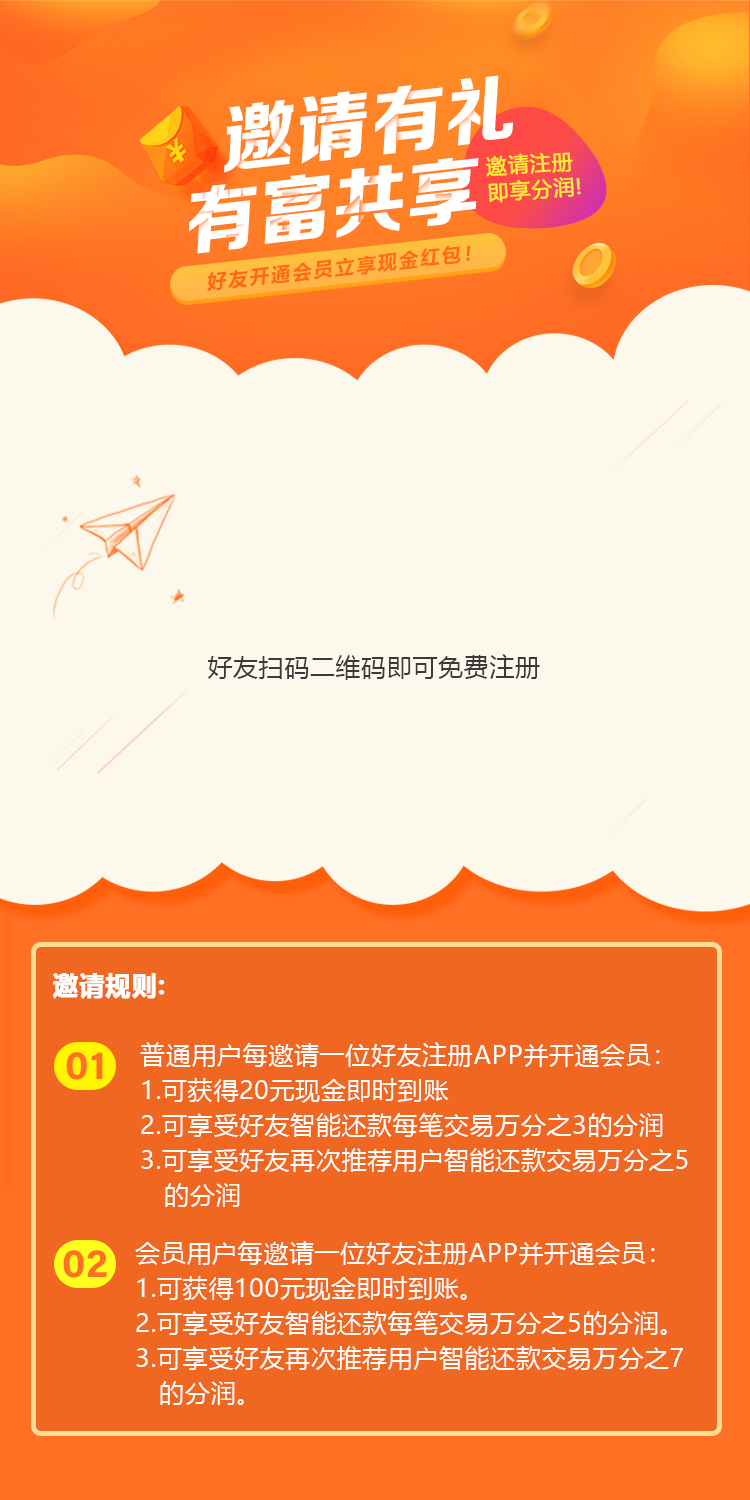 邀请有礼
有富共享
邀请注册
即享分润!
好友开通会员立享现金红包!
¥
好友扫码二维码即可免费注册
邀请规则:
01
普通用户每邀请一位好友注册APP并开通会员：
1.可获得20元现金即时到账
2.可享受好友智能还款每笔交易万分之3的分润
3.可享受好友再次推荐用户智能还款交易万分之5
的分润
02
会员用户每邀请一位好友注册APP并开通会员：
1.可获得100元现金即时到账。
2.可享受好友智能还款每笔交易万分之5的分润。
3.可享受好友再次推荐用户智能还款交易万分之7
的分润。